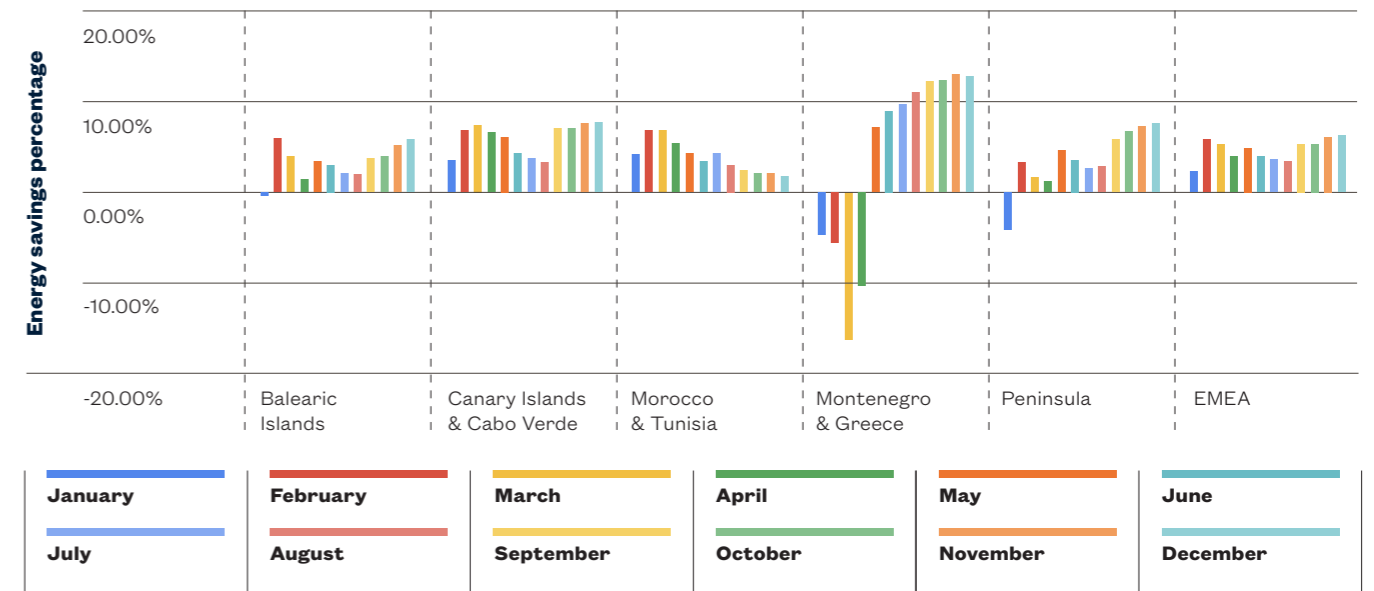 Energy savings percentage
20.00%
10.00%
0.00%
-10.00%
-20.00%
Balearic
Islands
Canary Islands
& Cabo Verde
Morocco
& Tunisia
Montenegro
& Greece
Peninsula
EMEA
January
February
March
April
May
June
July
August
September
October
November
December